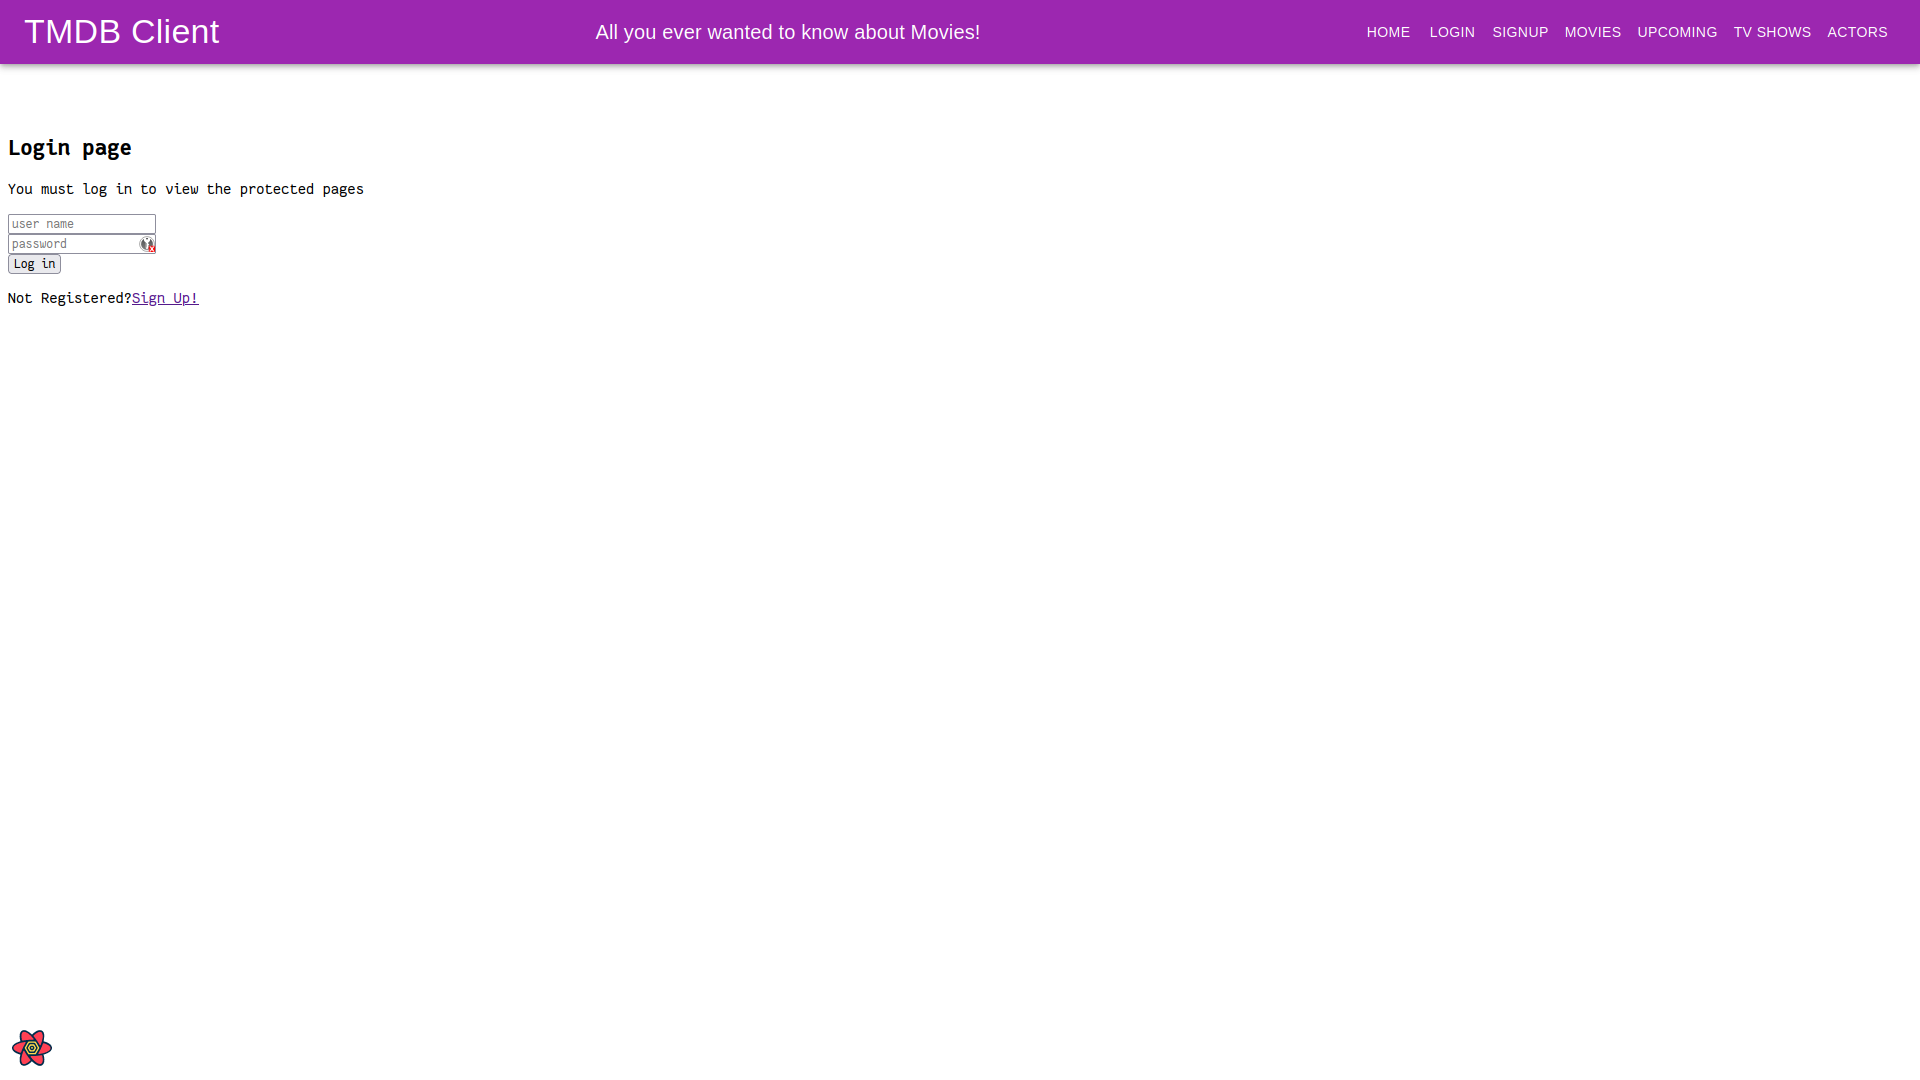 TMDB Client
All you ever wanted to know about Movies!
HOME LOGIN SIGNUP MOVIES UPCOMING TV SHOWS ACTORS
Login page
You must log in to view the protected pages
user name
password
Log in
Not Registered?Sign Up!